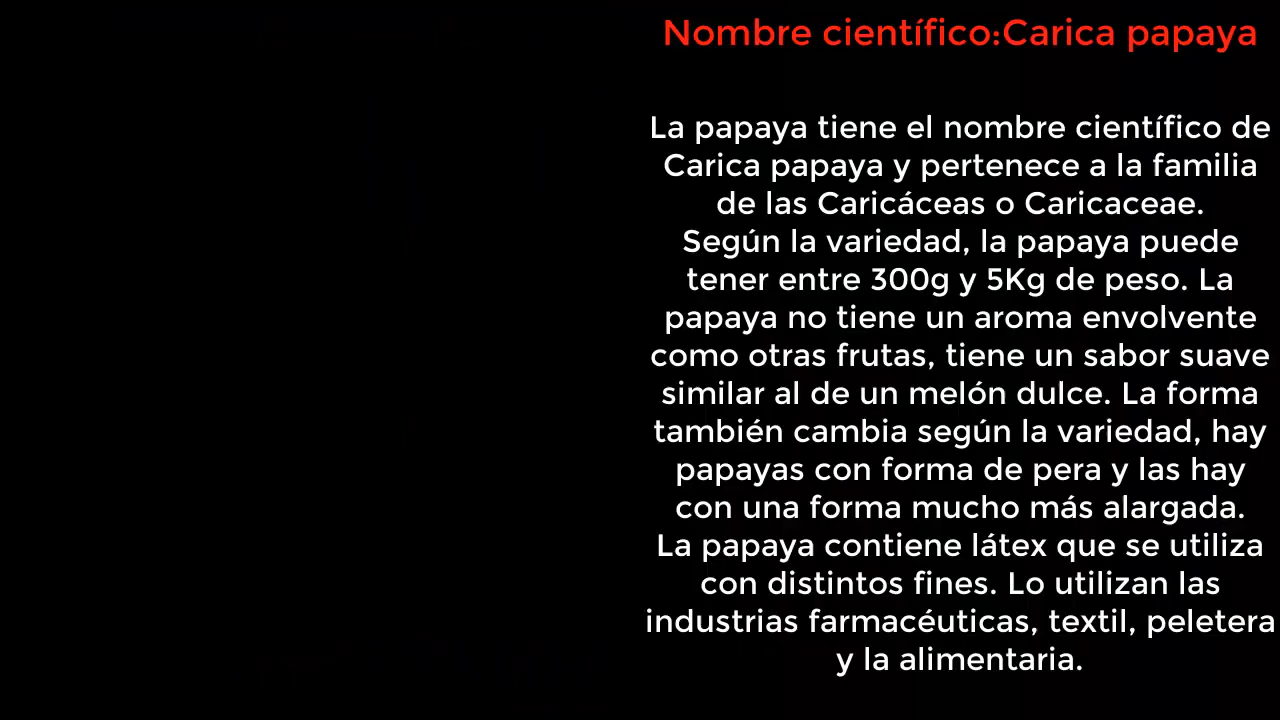 Nombre científico:Carica papaya
La papaya tiene el nombre científico de
Carica papaya y pertenece a la familia
de las Caricáceas o Caricaceae.
Según la variedad, la papaya puede
tener entre 300g y 5Kg de peso. La
papaya no tiene un aroma envolvente
como otras frutas, tiene un sabor suave
similar al de un melón dulce. La forma
también cambia según la variedad, hay
papayas con forma de pera y las hay
con una forma mucho más alargada.
La papaya contiene látex que se utiliza
con distintos fines. Lo utilizan las
industrias farmacéuticas, textil, peletera
y la alimentaria.